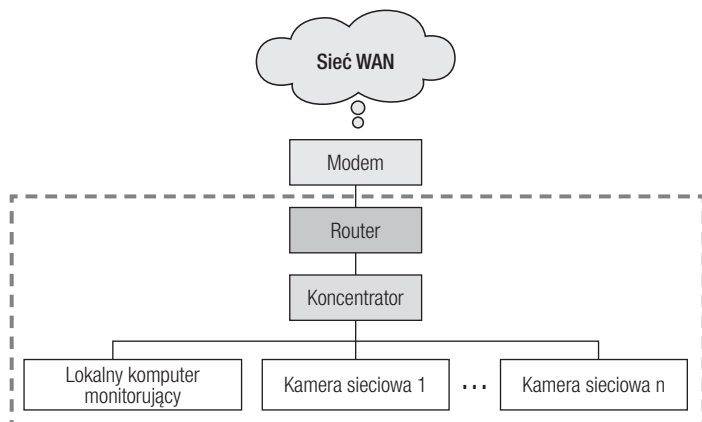 Sieć WAN
Modem
Router
Koncentrator
Lokalny komputer
monitorujący
Kamera sieciowa 1
...
Kamera sieciowa n